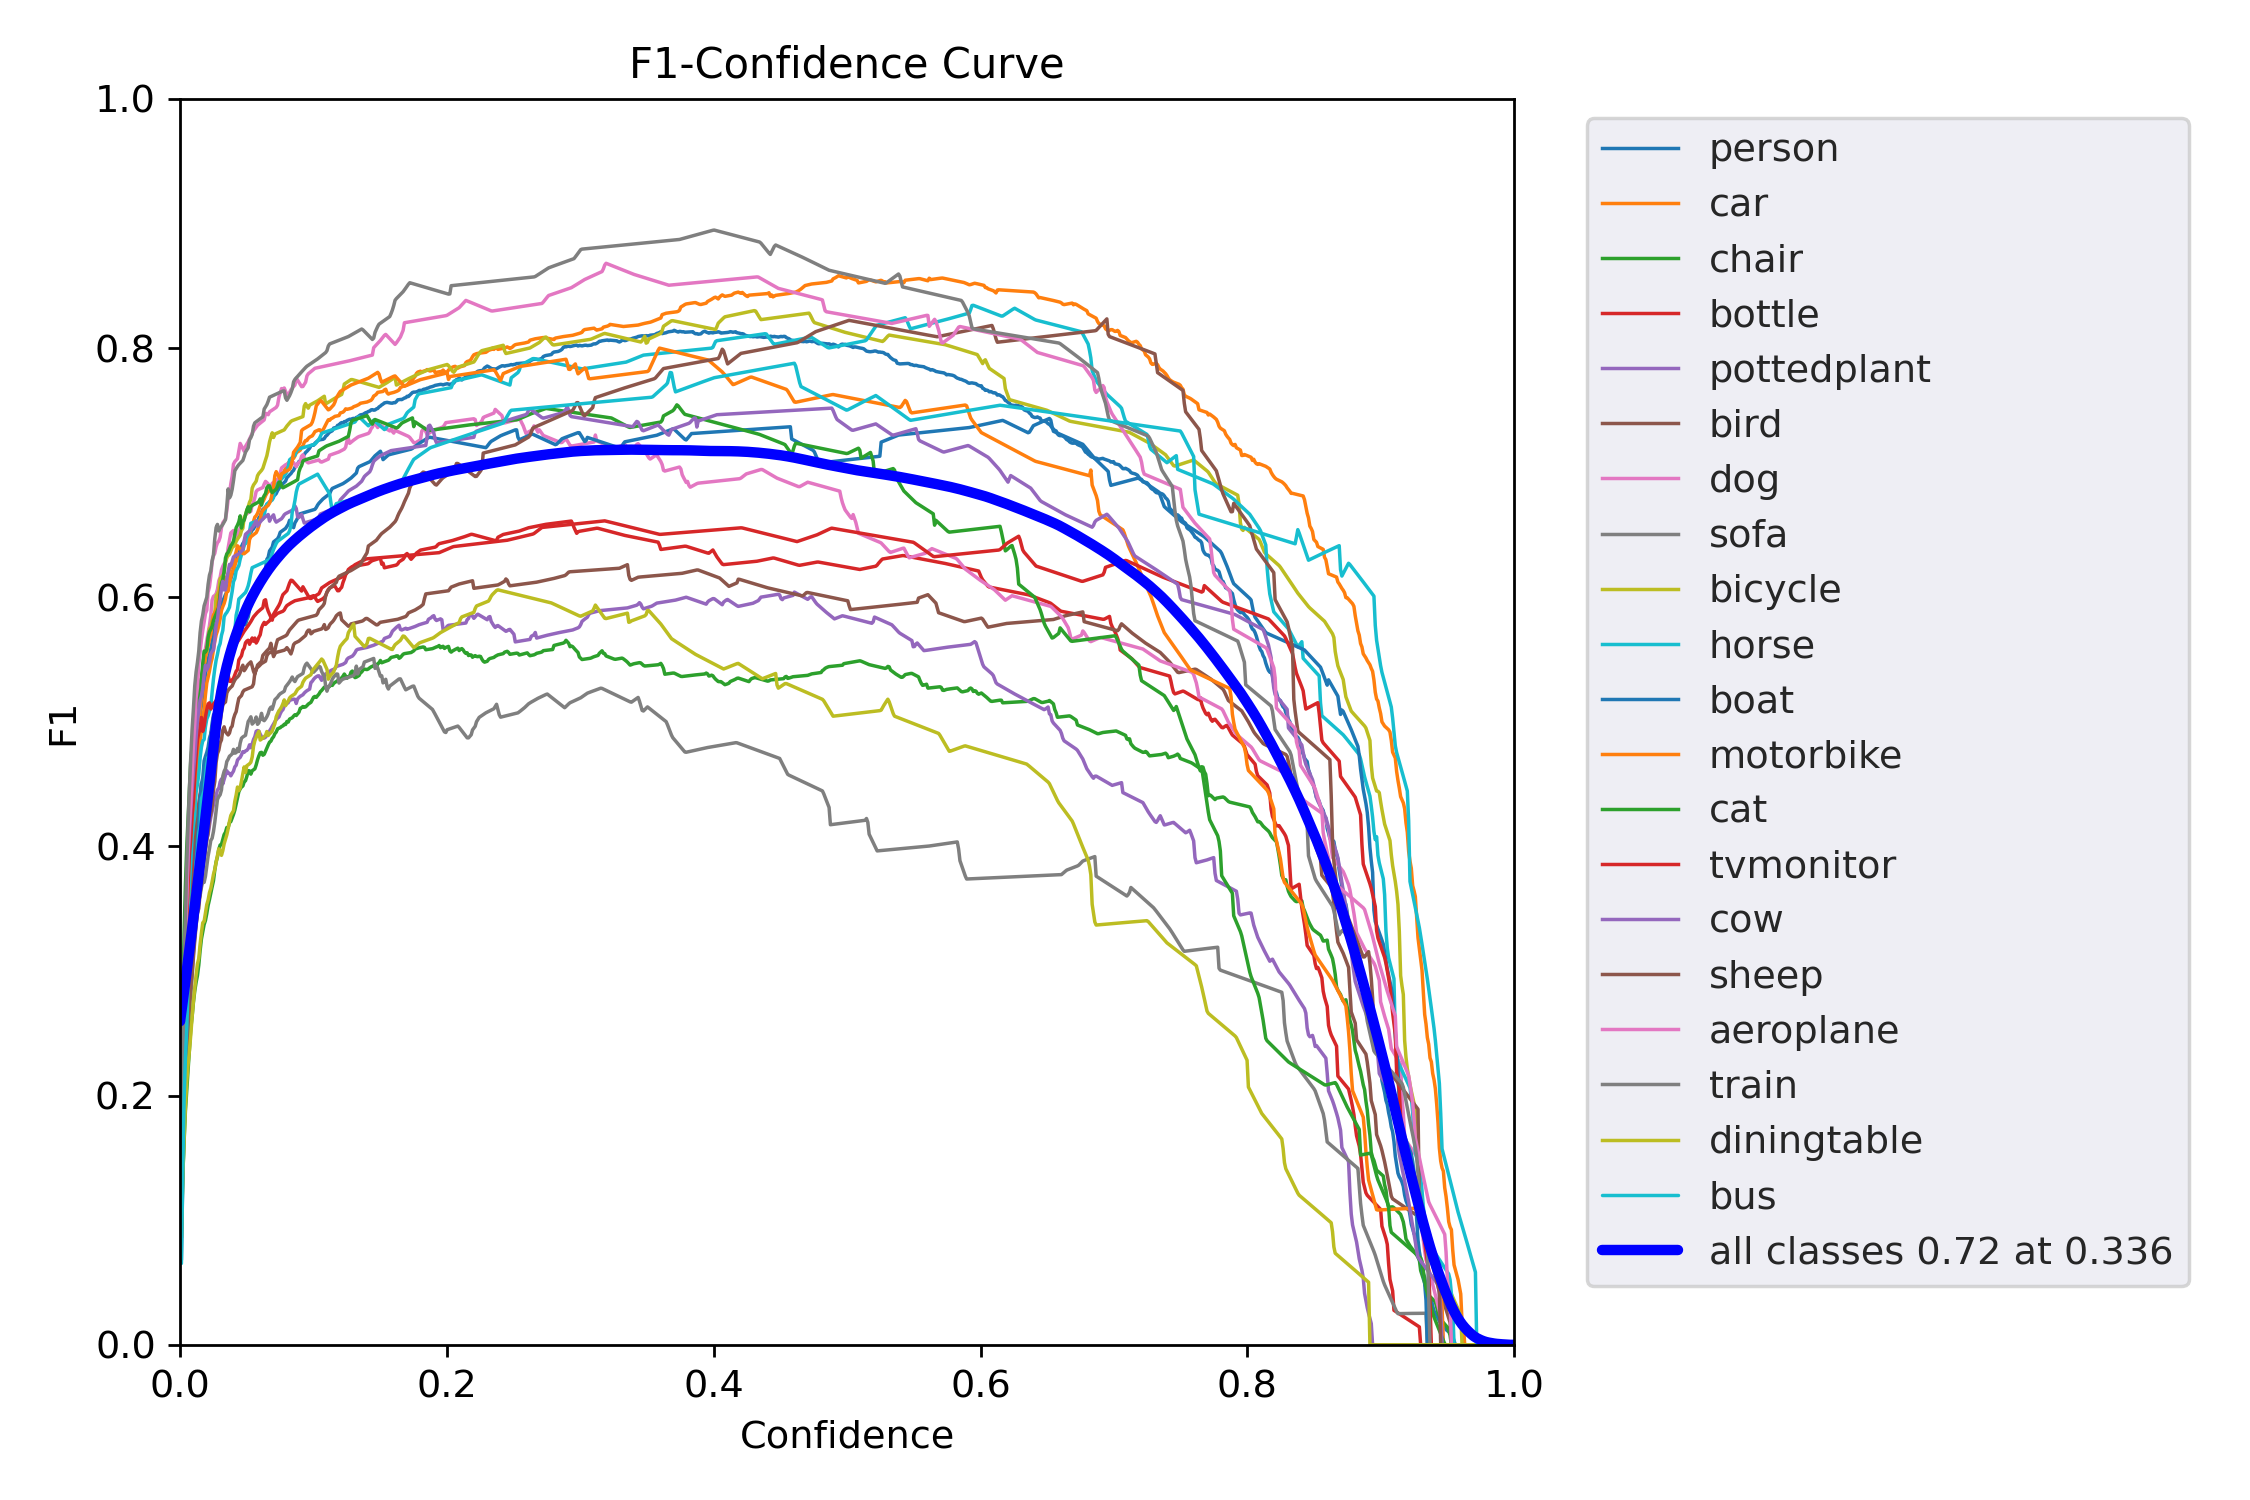 F1-Confidence Curve
1.0
0.8
0.6
0.4
0.2
0.0
F1
0.0 0.2 0.4 0.6 0.8 1.0
Confidence
person
car
chair
bottle
pottedplant
bird
dog
sofa
bicycle
horse
boat
motorbike
cat
tvmonitor
cow
sheep
aeroplane
train
diningtable
bus
all classes 0.72 at 0.336